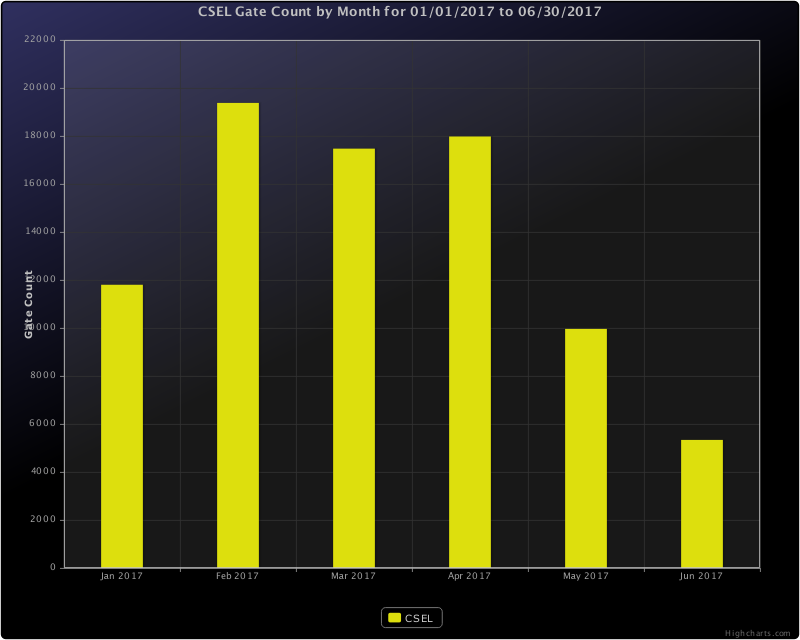 CSEL Gate Count by Month for 01/01/2017 to 06/30/2017
Gate Count
22000
20000
18000
16000
14000
12000
10000
8000
6000
4000
2000
0
Jan 2017 Feb 2017 Mar 2017 Apr 2017 May 2017 Jun 2017
CSEL
Highcharts.com